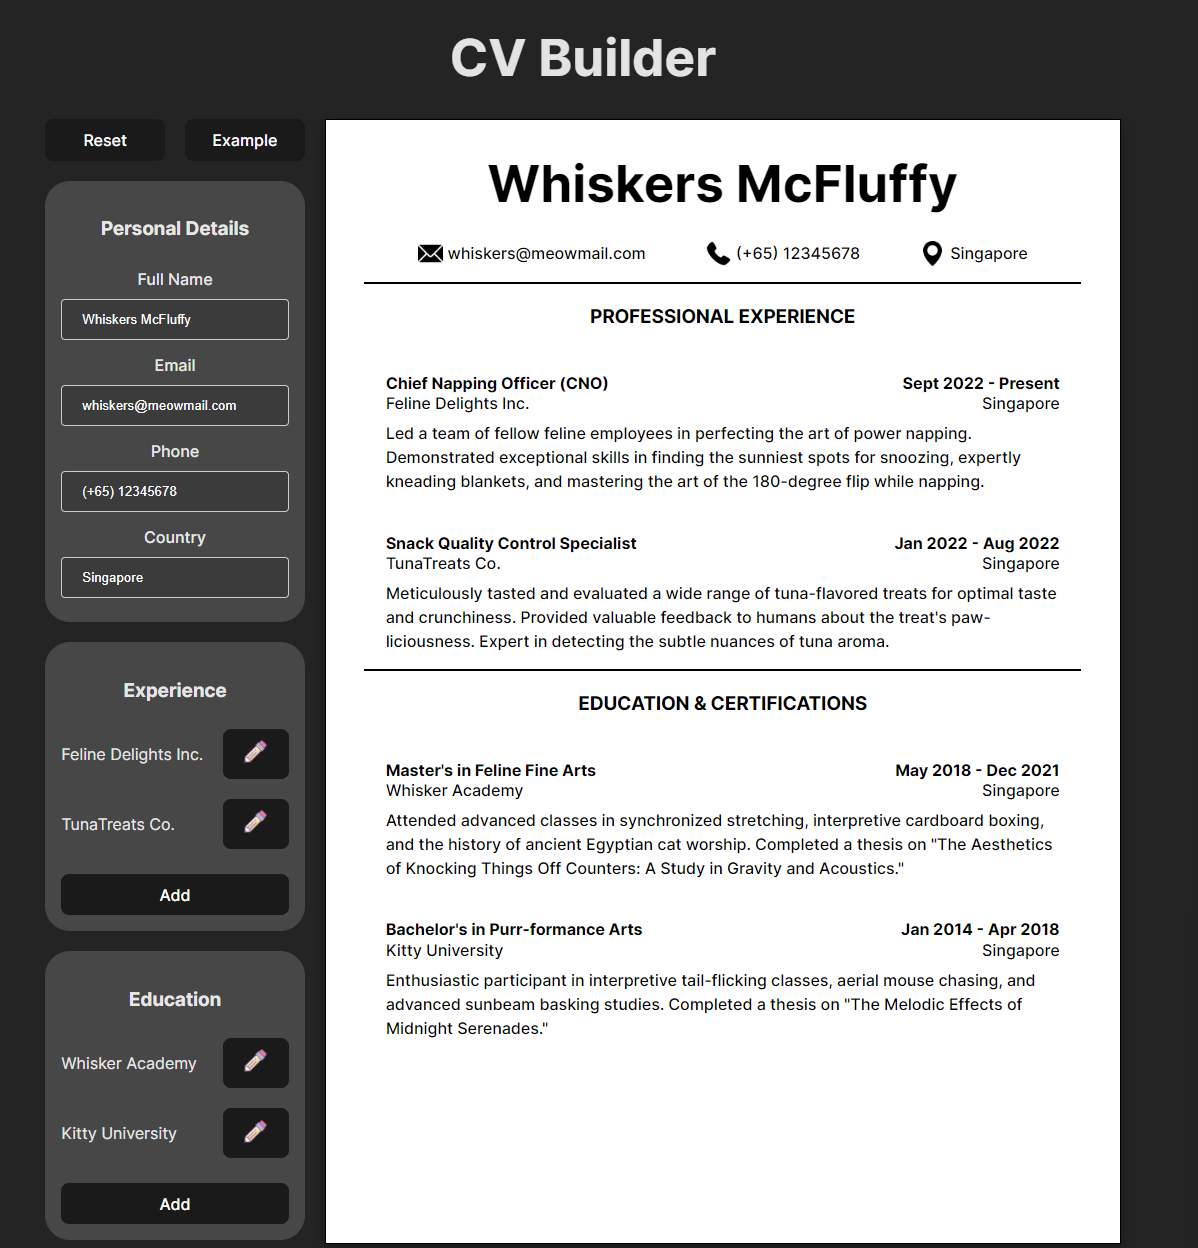 CV Builder
Reset
Example
Personal Details
Full Name
Whiskers McFluffy
Email
whiskers@meowmail.com
Phone
(+65) 12345678
Country
Singapore
Experience
Feline Delights Inc.
TunaTreats Co.
Add
Education
Whisker Academy
Kitty University
Add
Whiskers McFluffy
whiskers@meowmail.com
(+65) 12345678
Singapore
PROFESSIONAL EXPERIENCE
Chief Napping Officer (CNO)
Sept 2022 - Present
Feline Delights Inc.
Singapore
Led a team of fellow feline employees in perfecting the art of power napping.
Demonstrated exceptional skills in finding the sunniest spots for snoozing, expertly
kneading blankets, and mastering the art of the 180-degree flip while napping.
Snack Quality Control Specialist
Jan 2022 - Aug 2022
TunaTreats Co.
Singapore
Meticulously tasted and evaluated a wide range of tuna-flavored treats for optimal taste
and crunchiness. Provided valuable feedback to humans about the treat's paw-
liciousness. Expert in detecting the subtle nuances of tuna aroma.
EDUCATION & CERTIFICATIONS
Master's in Feline Fine Arts
May 2018 - Dec 2021
Whisker Academy
Singapore
Attended advanced classes in synchronized stretching, interpretive cardboard boxing,
and the history of ancient Egyptian cat worship. Completed a thesis on "The Aesthetics
of Knocking Things Off Counters: A Study in Gravity and Acoustics."
Bachelor's in Purr-formance Arts
Jan 2014 - Apr 2018
Kitty University
Singapore
Enthusiastic participant in interpretive tail-flicking classes, aerial mouse chasing, and
advanced sunbeam basking studies. Completed a thesis on "The Melodic Effects of
Midnight Serenades."